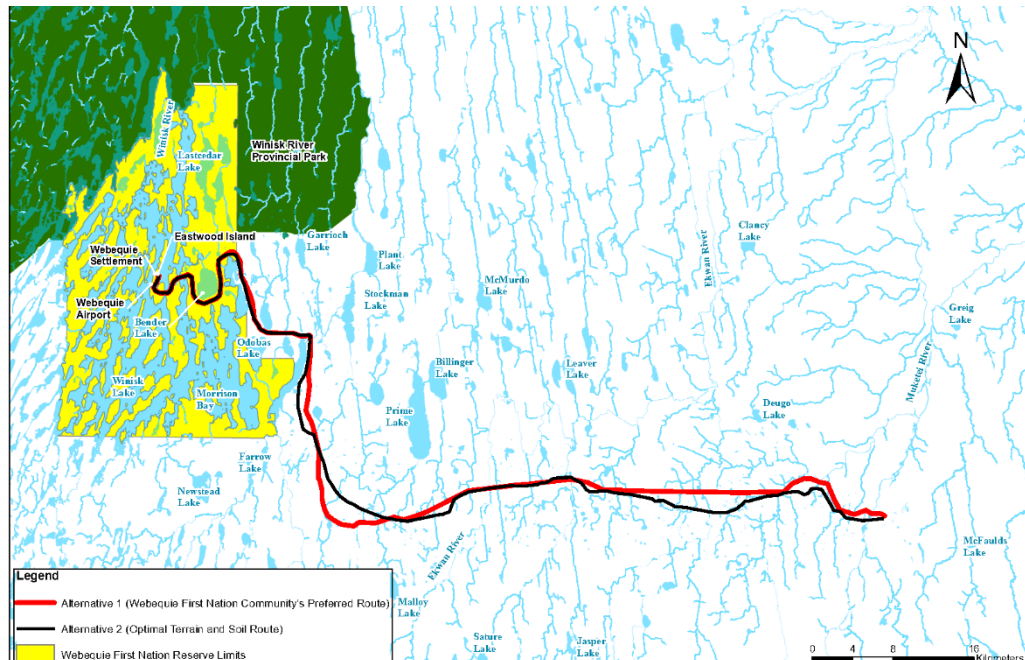 N
Winisk River
Lastcedar
Lake
Winisk River
Provincial Park
Eastwood Island
Garrioch
Lake
Clancy
Lake
Webequie
Settlement
Plant
Lake
Ekwan River
McMurdo
Lake
Stockman
Lake
Webequie
Airport
Bender
Lake
Greig
Lake
Odobas
Lake
Billinger
Lake
Leaver
Lake
Muketei River
Winisk
Lake
Morrison
Bay
Prime
Lake
Deugo
Lake
Farrow
Lake
Newstead
Lake
Ekwan River
McFaulds
Lake
Legend
Alternative 1 (Webequie First Nation Community's Preferred Route)
Alternative 2 (Optimal Terrain and Soil Route)
Webequie First Nation Reserve Limits
Malloy
Lake
Sature
Lake
Jasper
Lake
0 4 8 16
Kilometers